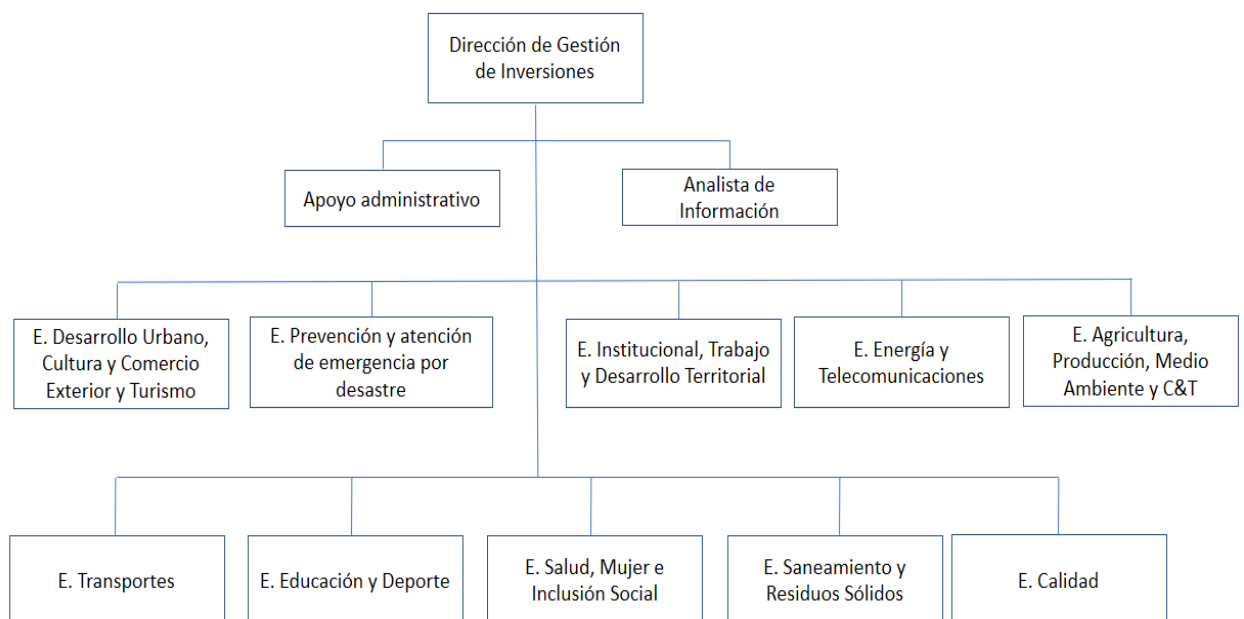 Dirección de Gestión
de Inversiones
Apoyo administrativo
Analista de
Información
E. Desarrollo Urbano,
Cultura y Comercio
Exterior y Turismo
E. Prevención y atención
de emergencia por
desastre
E. Institucional, Trabajo
y Desarrollo Territorial
E. Energía y
Telecomunicaciones
E. Agricultura,
Producción, Medio
Ambiente y C&T
E. Transportes
E. Educación y Deporte
E. Salud, Mujer e
Inclusión Social
E. Saneamiento y
Residuos Sólidos
E. Calidad